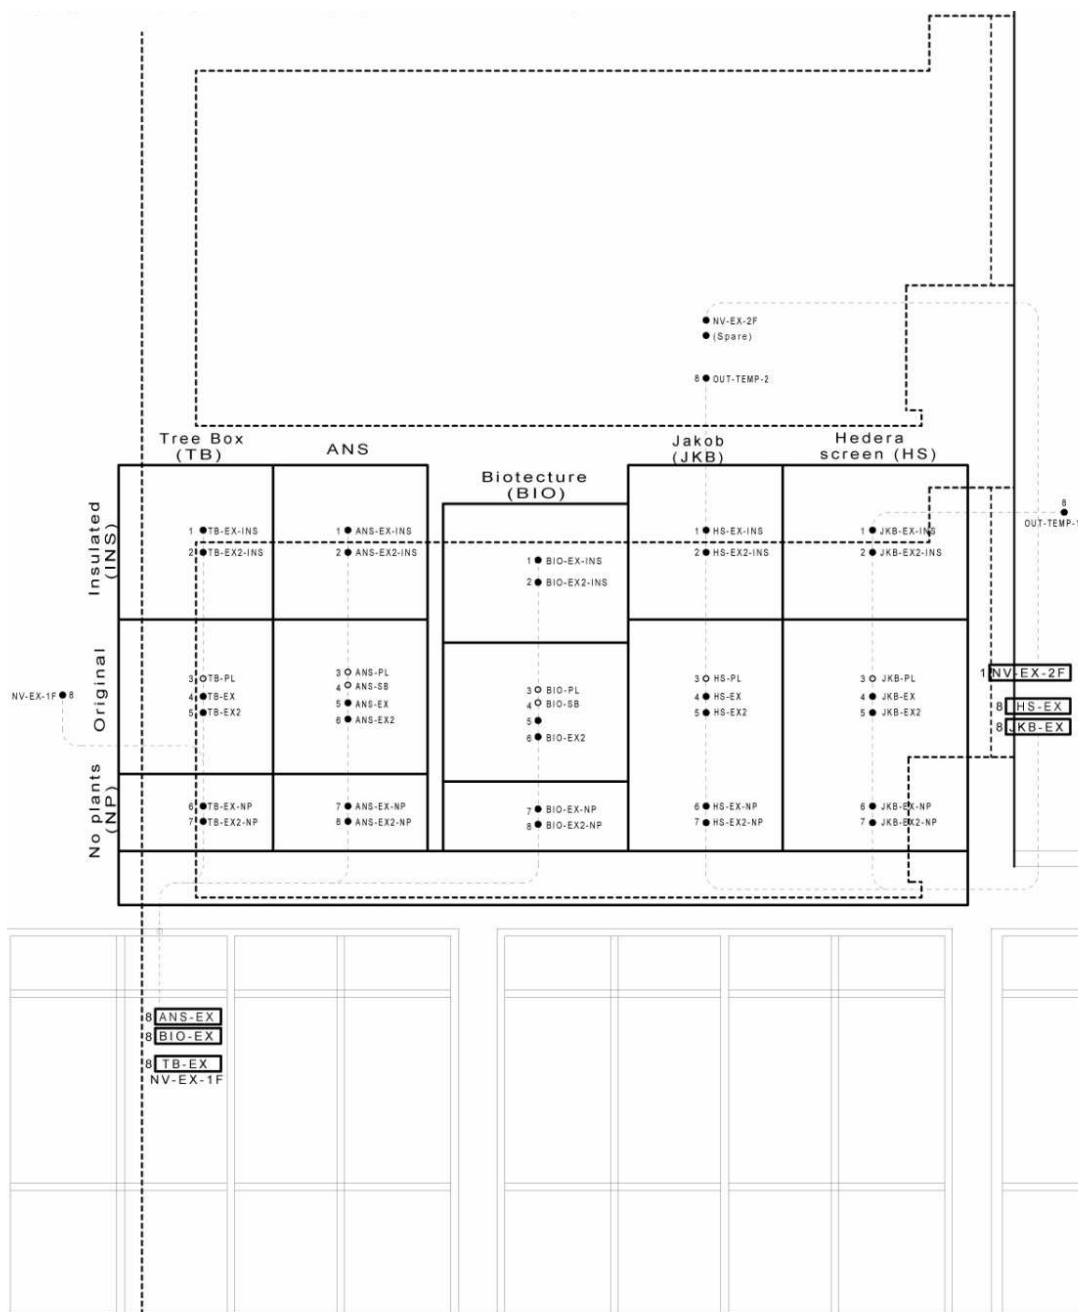 NV-EX-2F
(Spare)
8 OUT-TEMP-2
Tree Box
(TB)
ANS
Biotecture
(BIO)
Jakob
(JKB)
Hedera
screen (HS)
Insulated
(INS)
1 TB-EX-INS
2 TB-EX2-INS
1 ANS-EX-INS
2 ANS-EX2-INS
1 BIO-EX-INS
2 BIO-EX2-INS
1 HS-EX-INS
2 HS-EX2-INS
1 JKB-EX-INS
2 JKB-EX2-INS
8
OUT-TEMP-1
Original
NV-EX-1F 8
3 TB-PL
4 TB-EX
5 TB-EX2
3 ANS-PL
4 ANS-SB
5 ANS-EX
6 ANS-EX2
3 BIO-PL
4 BIO-SB
5
6 BIO-EX2
3 HS-PL
4 HS-EX
5 HS-EX2
3 JKB-PL
4 JKB-EX
5 JKB-EX2
1 NV-EX-2F
8 HS-EX
8 JKB-EX
No plants
(NP)
6 TB-EX-NP
7 TB-EX2-NP
7 ANS-EX-NP
8 ANS-EX2-NP
7 BIO-EX-NP
8 BIO-EX2-NP
6 HS-EX-NP
7 HS-EX2-NP
6 JKB-EX-NP
7 JKB-EX2-NP
8 ANS-EX
8 BIO-EX
8 TB-EX
NV-EX-1F